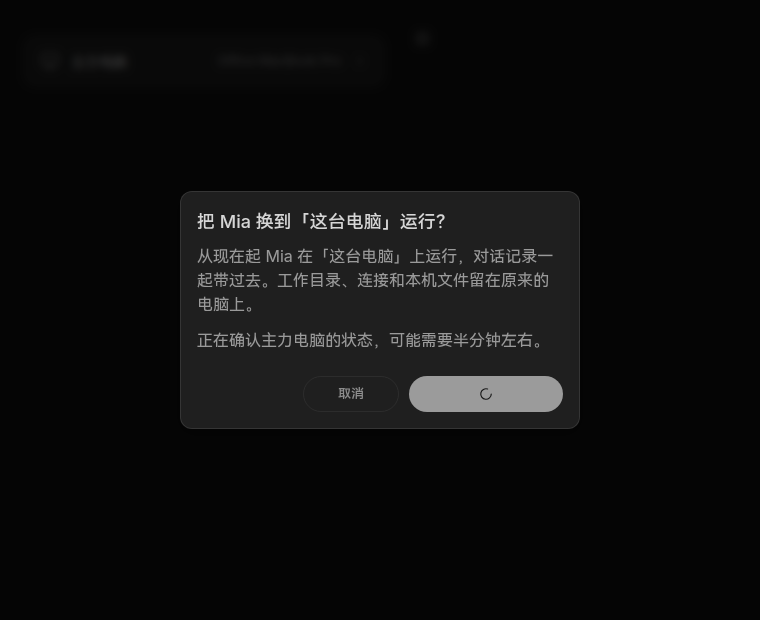 把 Mia 换到「这台电脑」运行？
从现在起 Mia 在「这台电脑」上运行，对话记录一
起带过去。工作目录、连接和本机文件留在原来的
电脑上。
正在确认主力电脑的状态，可能需要半分钟左右。
取消